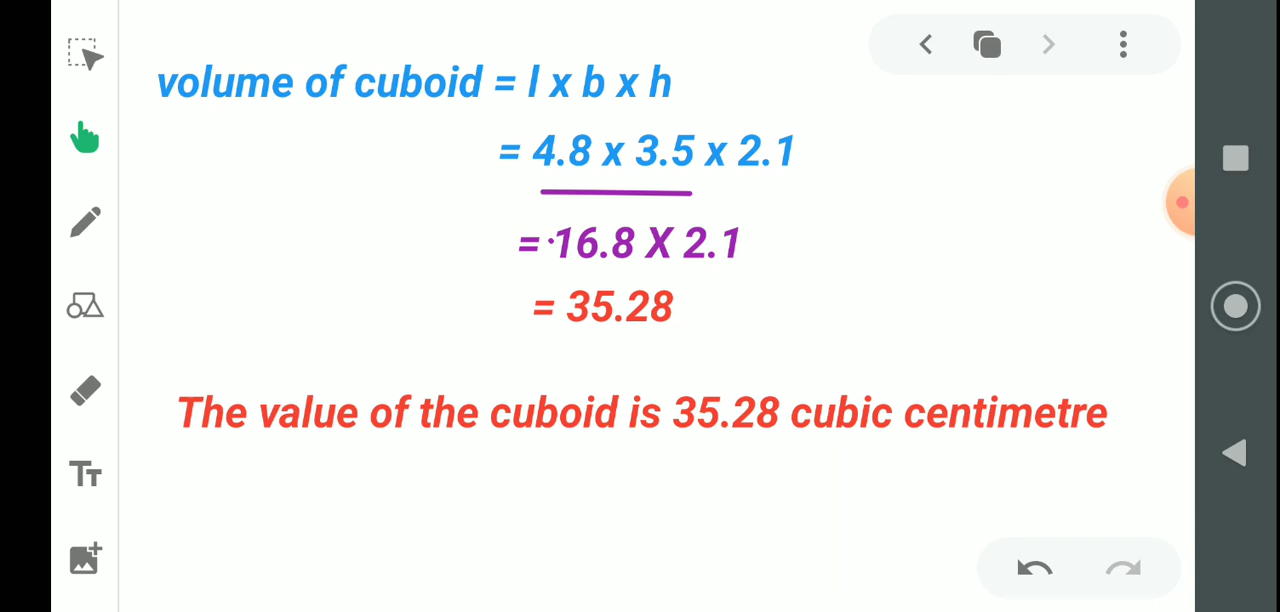 volume of cuboid = l x b x h
= 4.8 x 3.5 x 2.1
= 16.8 X 2.1
= 35.28
The value of the cuboid is 35.28 cubic centimetre
TT